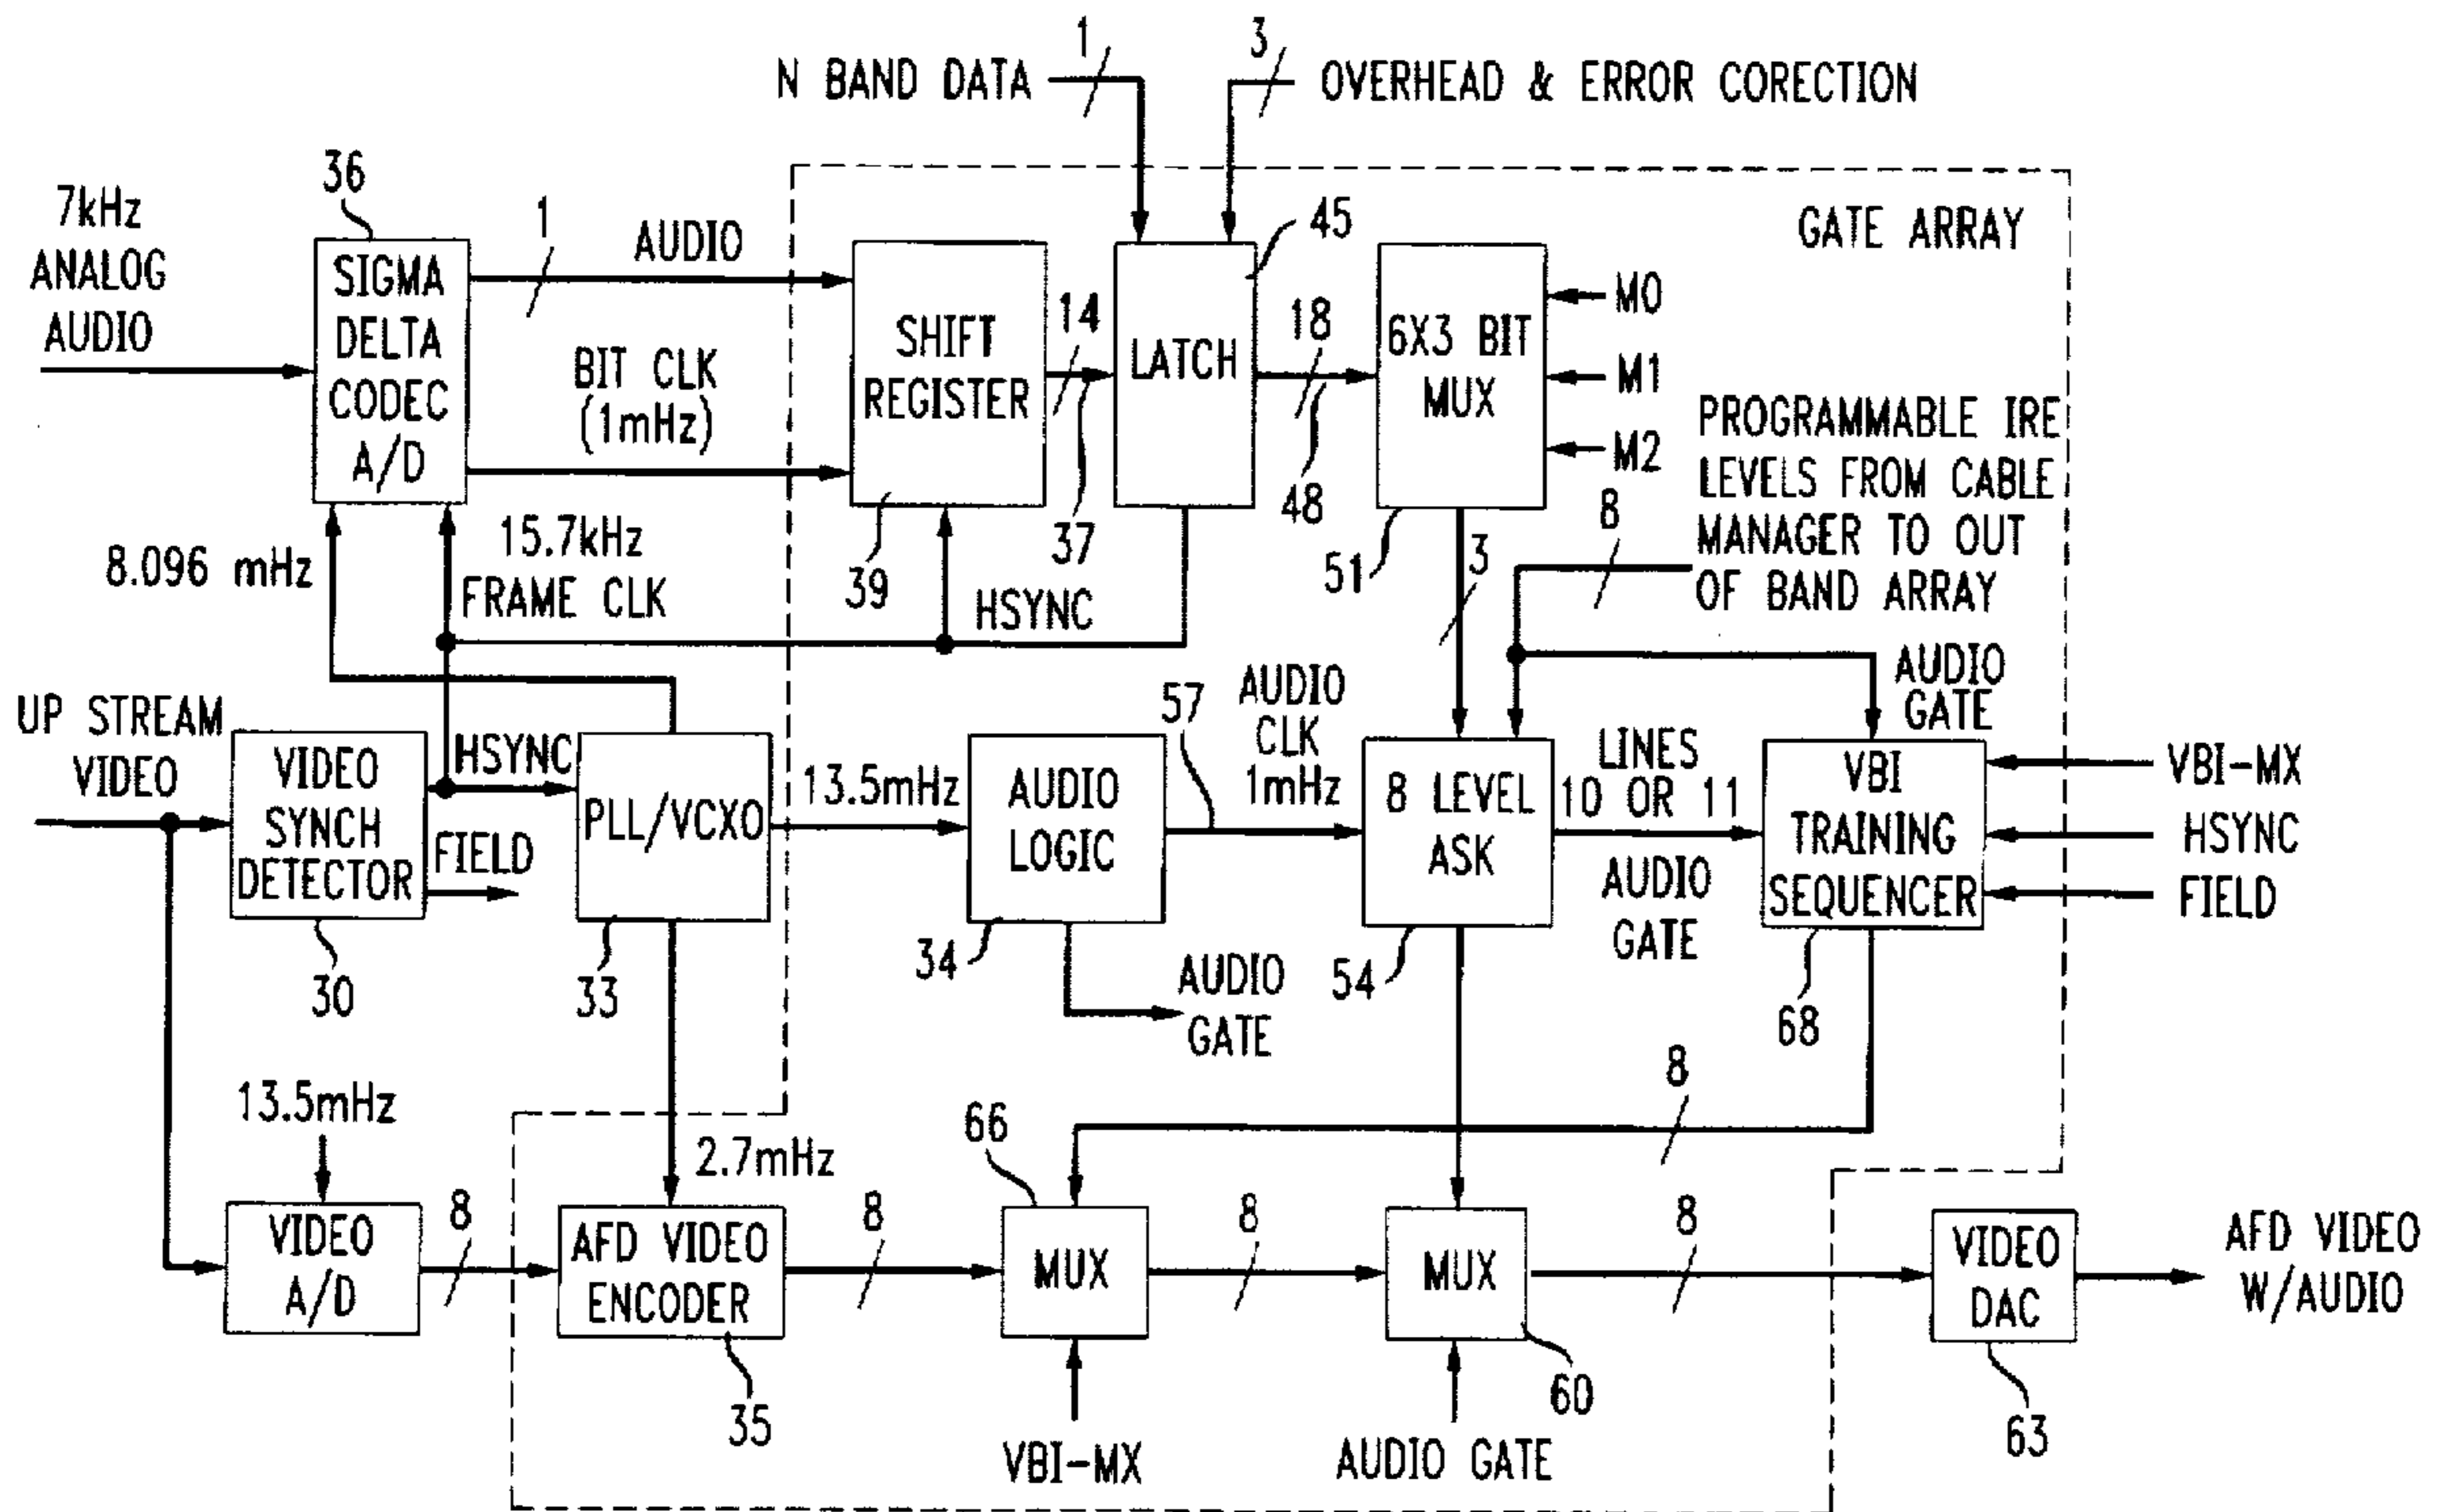 1
3
N BAND DATA
OVERHEAD & ERROR CORECTION
36
7kHz
ANALOG
AUDIO
1
AUDIO
45
GATE ARRAY
SIGMA
DELTA
CODEC
A/D
BIT CLK
(1mHz)
SHIFT
REGISTER
14
LATCH
18
6X3 BIT
MUX
M0
M1
M2
37
48
39
51
PROGRAMMABLE IRE
LEVELS FROM CABLE
MANAGER TO OUT
OF BAND ARRAY
8
3
8.096 mHz
15.7kHz
FRAME CLK
HSYNC
UP STREAM
VIDEO
VIDEO
SYNCH
DETECTOR
HSYNC
FIELD
30
PLL/VCXO
33
13.5mHz
AUDIO
LOGIC
34
57
AUDIO
CLK
1mHz
AUDIO
GATE
8 LEVEL
ASK
54
LINES
10 OR 11
AUDIO
GATE
AUDIO
GATE
VBI
TRAINING
SEQUENCER
68
VBI-MX
HSYNC
FIELD
8
13.5mHz
2.7mHz
66
VIDEO
A/D
8
AFD VIDEO
ENCODER
35
8
MUX
8
MUX
60
8
VIDEO
DAC
63
AFD VIDEO
W/AUDIO
VBI-MX
AUDIO GATE